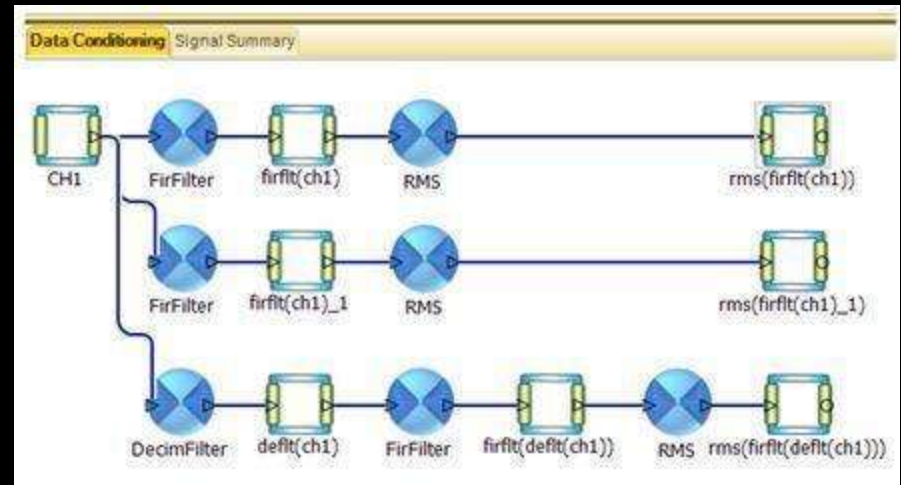 Data Conditioning Signal Summary
CH1 FirFilter firflt(ch1) RMS rms(firflt(ch1))
FirFilter firflt(ch1)_1 RMS rms(firflt(ch1)_1)
DecimFilter deflt(ch1) FirFilter firflt(deflt(ch1)) RMS rms(firflt(deflt(ch1)))